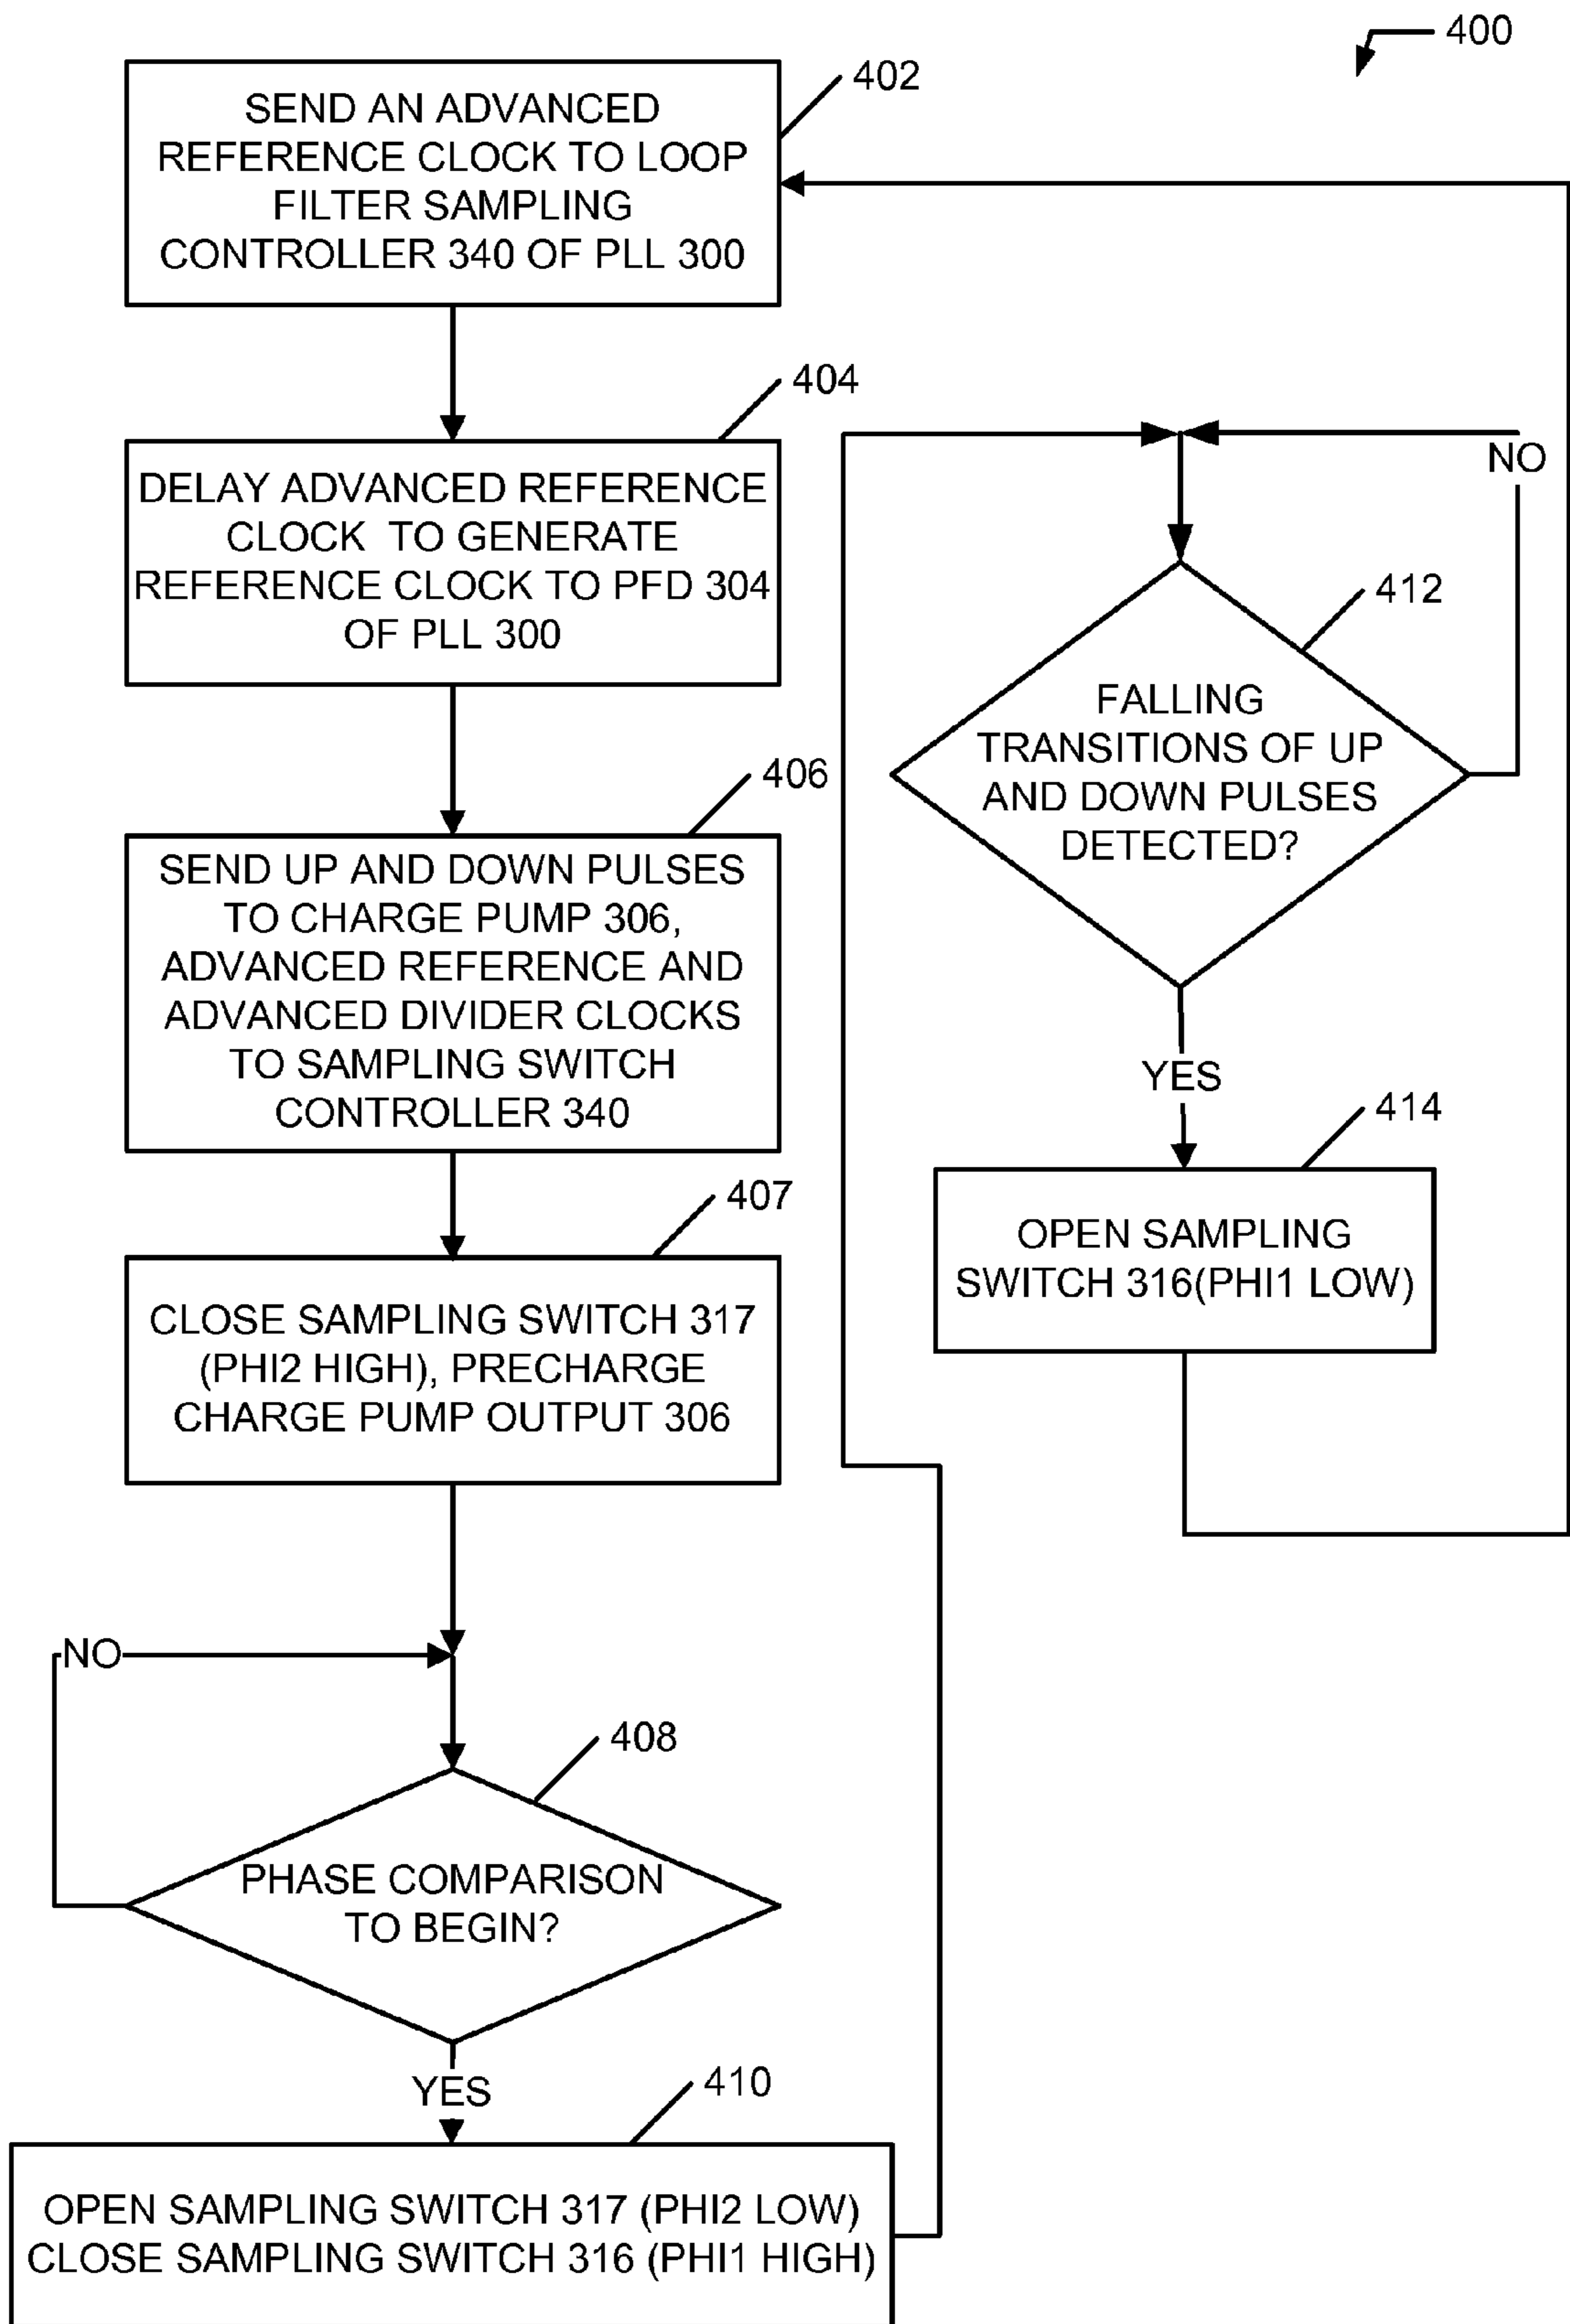 400
402
SEND AN ADVANCED
REFERENCE CLOCK TO LOOP
FILTER SAMPLING
CONTROLLER 340 OF PLL 300
404
DELAY ADVANCED REFERENCE
CLOCK TO GENERATE
REFERENCE CLOCK TO PFD 304
OF PLL 300
406
SEND UP AND DOWN PULSES
TO CHARGE PUMP 306,
ADVANCED REFERENCE AND
ADVANCED DIVIDER CLOCKS
TO SAMPLING SWITCH
CONTROLLER 340
407
CLOSE SAMPLING SWITCH 317
(PHI2 HIGH), PRECHARGE
CHARGE PUMP OUTPUT 306
NO
408
PHASE COMPARISON
TO BEGIN?
YES
410
OPEN SAMPLING SWITCH 317 (PHI2 LOW)
CLOSE SAMPLING SWITCH 316 (PHI1 HIGH)
NO
412
FALLING
TRANSITIONS OF UP
AND DOWN PULSES
DETECTED?
YES
414
OPEN SAMPLING
SWITCH 316(PHI1 LOW)